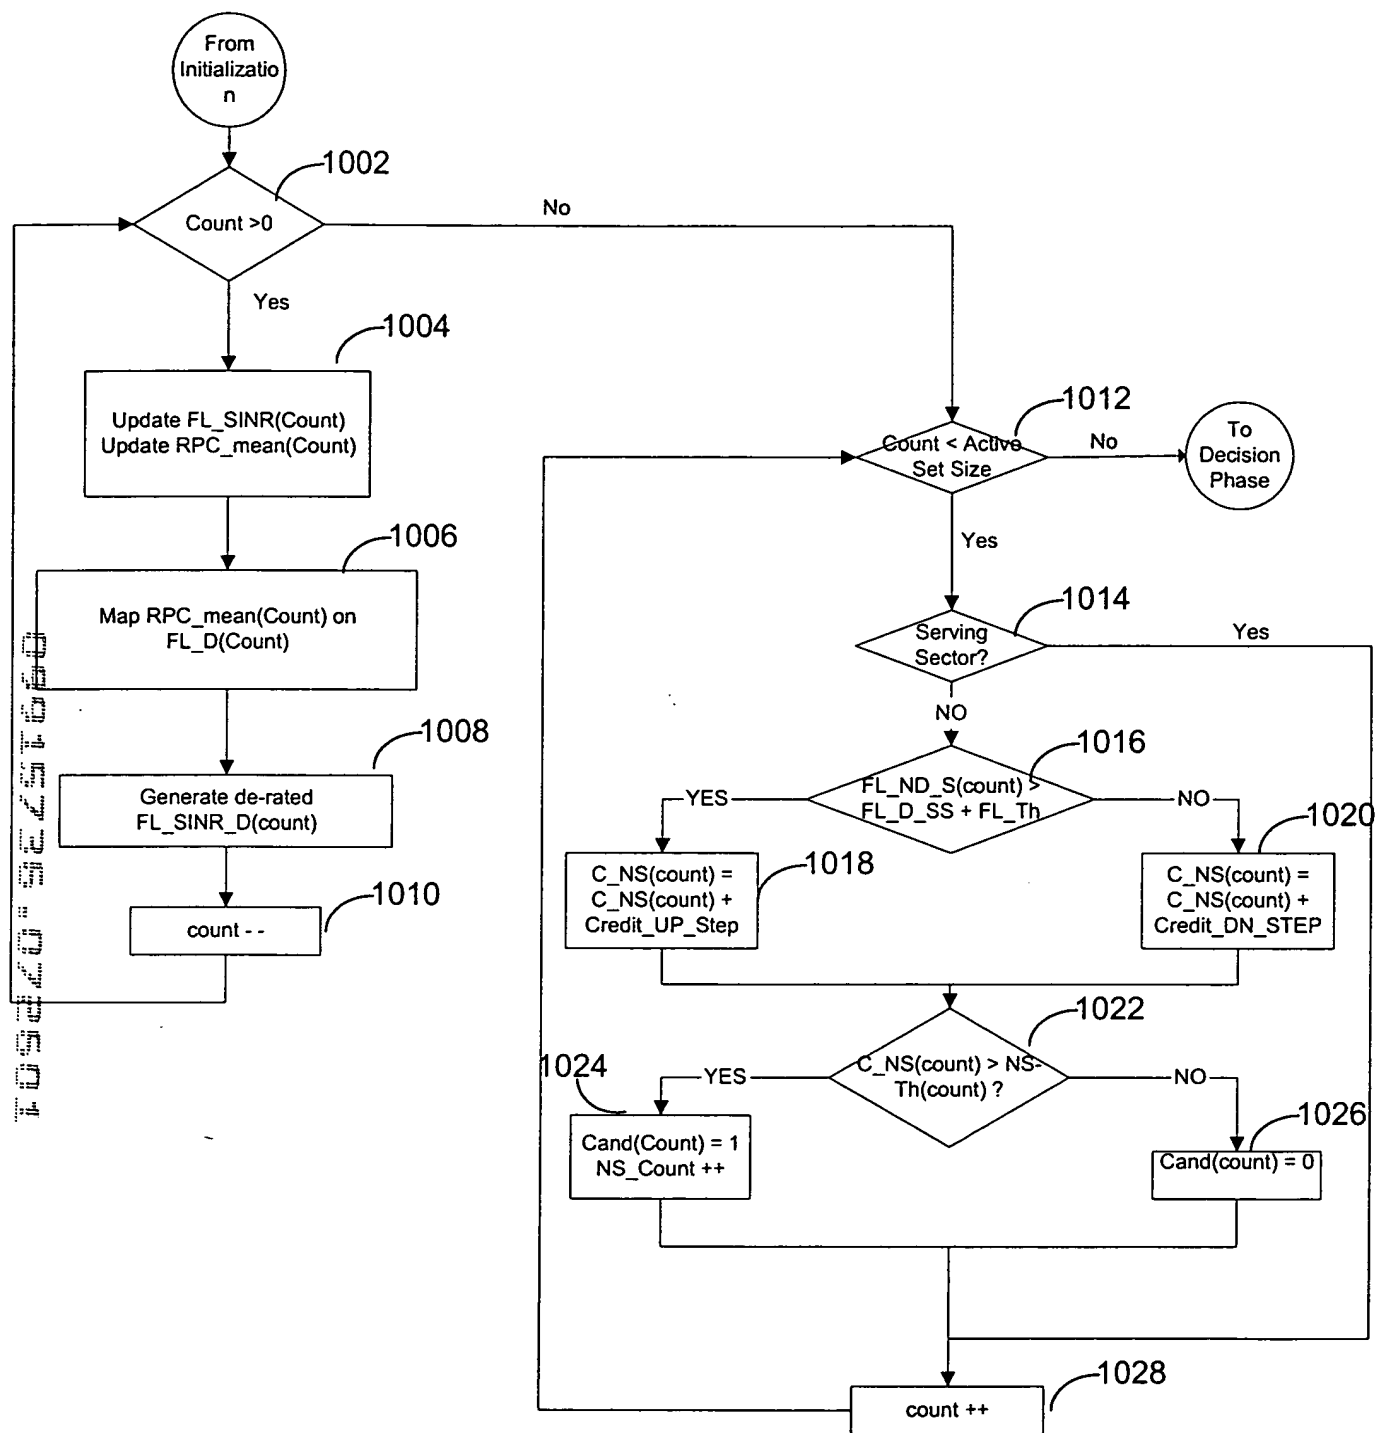 From
Initializatio
n
1002
Count >0
No
Yes
1004
Update FL_SINR(Count)
Update RPC_mean(Count)
1006
Map RPC_mean(Count) on
FL_D(Count)
1008
Generate de-rated
FL_SINR_D(count)
1010
count - -
1012
Count < Active
Set Size
No
To
Decision
Phase
Yes
1014
Serving
Sector?
Yes
NO
1016
FL_ND_S(count) >
FL_D_SS + FL_Th
YES
NO
1018
C_NS(count) =
C_NS(count) +
Credit_UP_Step
1020
C_NS(count) =
C_NS(count) +
Credit_DN_STEP
1022
C_NS(count) > NS-
Th(count) ?
YES
NO
1024
Cand(Count) = 1
NS_Count ++
1026
Cand(count) = 0
1028
count ++
09915735.072501